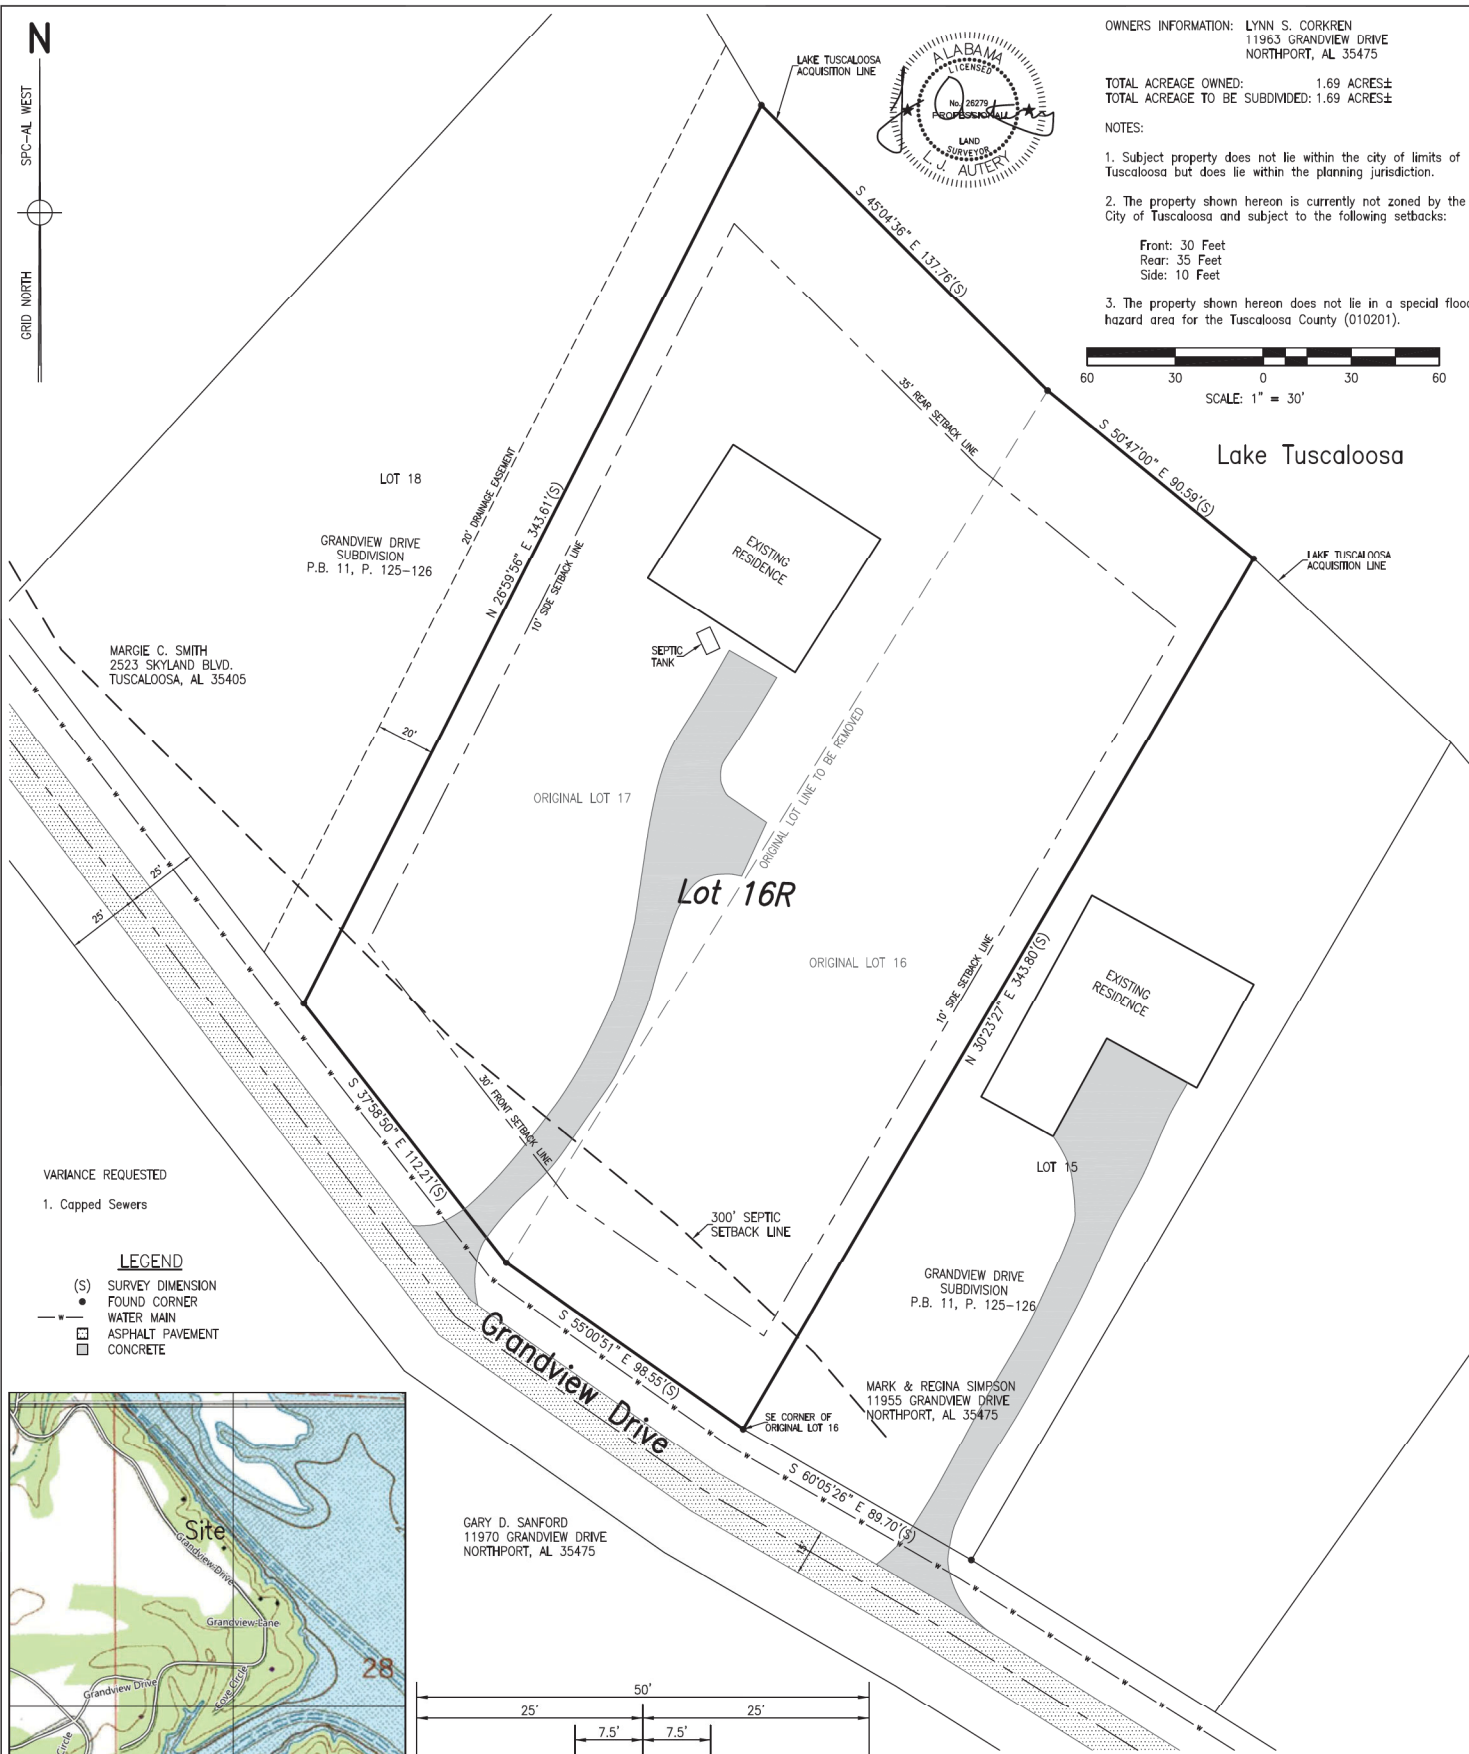 N
SPC-AL WEST
GRID NORTH
LAKE TUSCALOOSA
ACQUISITION LINE
ALABAMA
LICENSED
No. 26279
PROFESSIONAL
LAND
SURVEYOR
L. J. AUTERY
OWNERS INFORMATION: LYNN S. CORKREN
11963 GRANDVIEW DRIVE
NORTHPORT, AL 35475
TOTAL ACREAGE OWNED: 1.69 ACRES±
TOTAL ACREAGE TO BE SUBDIVIDED: 1.69 ACRES±
NOTES:
1. Subject property does not lie within the city of limits of
Tuscaloosa but does lie within the planning jurisdiction.
2. The property shown hereon is currently not zoned by the
City of Tuscaloosa and subject to the following setbacks:
Front: 30 Feet
Rear: 35 Feet
Side: 10 Feet
3. The property shown hereon does not lie in a special floo
hazard area for the Tuscaloosa County (010201).
60 30 0 30 60
SCALE: 1" = 30'
S 45°04'36" E 137.76'(S)
35' REAR SETBACK LINE
S 50°47'00" E 90.59'(S)
Lake Tuscaloosa
LAKE TUSCALOOSA
ACQUISITION LINE
LOT 18
GRANDVIEW DRIVE
SUBDIVISION
P.B. 11, P. 125-126
20' DRAINAGE EASEMENT
N 26°59'56" E 343.61'(S)
10' SIDE SETBACK LINE
EXISTING
RESIDENCE
SEPTIC
TANK
MARGIE C. SMITH
2523 SKYLAND BLVD.
TUSCALOOSA, AL 35405
20'
ORIGINAL LOT 17
ORIGINAL LOT LINE TO BE REMOVED
Lot 16R
25'
25'
ORIGINAL LOT 16
10' SIDE SETBACK LINE
N 30°23'27" E 343.80'(S)
EXISTING
RESIDENCE
S 37°58'50" E 112.21'(S)
30' FRONT SETBACK LINE
LOT 15
VARIANCE REQUESTED
1. Capped Sewers
300' SEPTIC
SETBACK LINE
LEGEND
(S) SURVEY DIMENSION
FOUND CORNER
w WATER MAIN
ASPHALT PAVEMENT
CONCRETE
GRANDVIEW DRIVE
SUBDIVISION
P.B. 11, P. 125-126
S 55°00'51" E 98.55'(S)
Grandview Drive
MARK & REGINA SIMPSON
11955 GRANDVIEW DRIVE
NORTHPORT, AL 35475
SE CORNER OF
ORIGINAL LOT 16
S 60°05'26" E 89.70'(S)
15'
GARY D. SANFORD
11970 GRANDVIEW DRIVE
NORTHPORT, AL 35475
Site
Grandview Drive
Grandview Lane
28
Grandview Drive
Cove Circle
Circle
50'
25' 25'
7.5' 7.5'